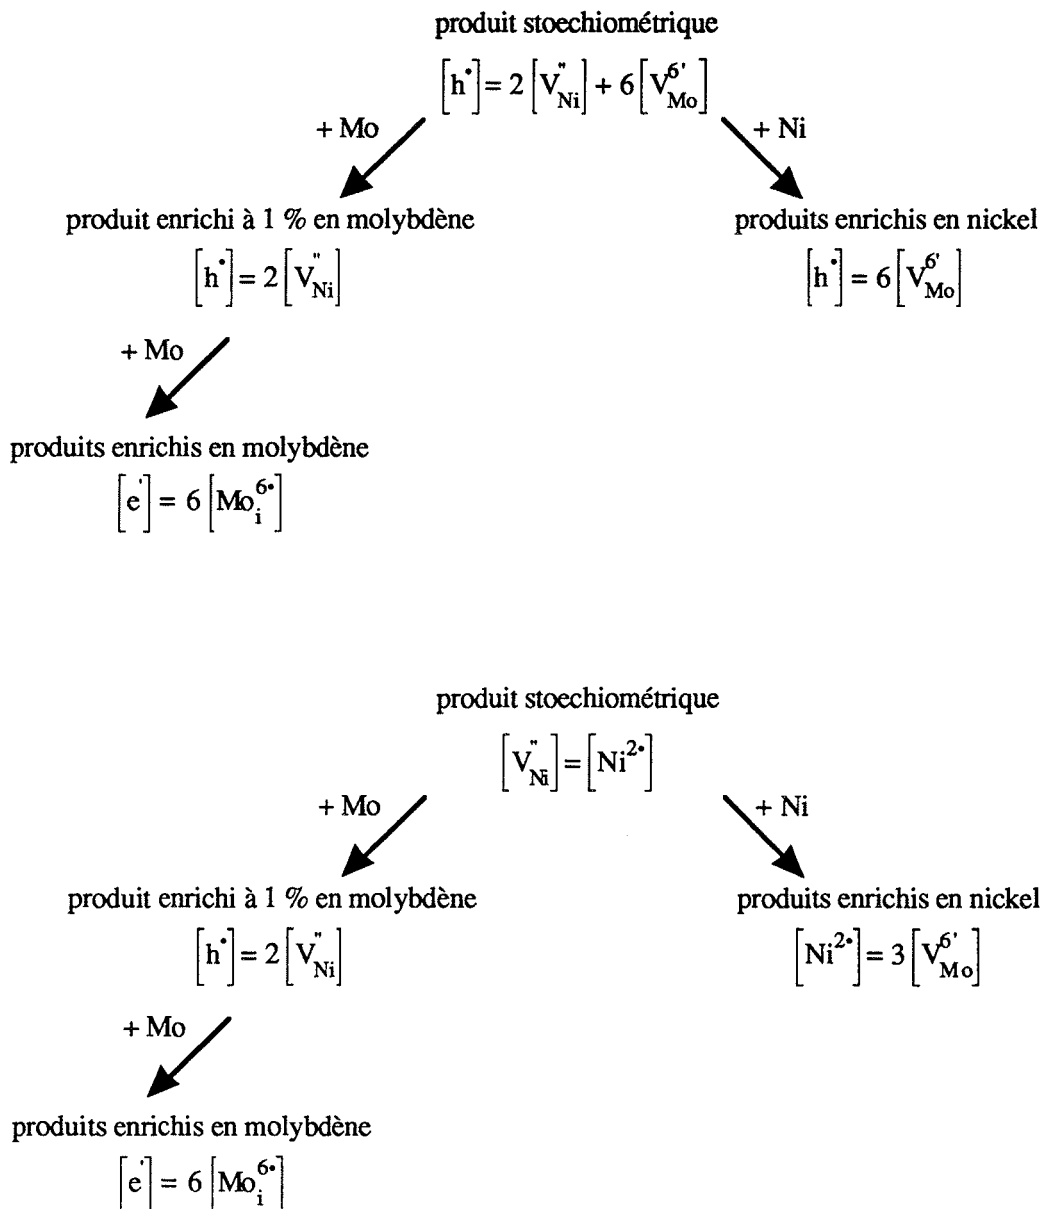 produit stoechiométrique
[h•] = 2 [V''Ni] + 6 [V6'Mo]
+ Mo
+ Ni
produit enrichi à 1 % en molybdène
produits enrichis en nickel
[h•] = 2 [V''Ni]
[h•] = 6 [V6'Mo]
+ Mo
produits enrichis en molybdène
[e'] = 6 [Mo6•i]
produit stoechiométrique
[V''Ni] = [Ni2•]
+ Mo
+ Ni
produit enrichi à 1 % en molybdène
produits enrichis en nickel
[h•] = 2 [V''Ni]
[Ni2•] = 3 [V6'Mo]
+ Mo
produits enrichis en molybdène
[e'] = 6 [Mo6•i]